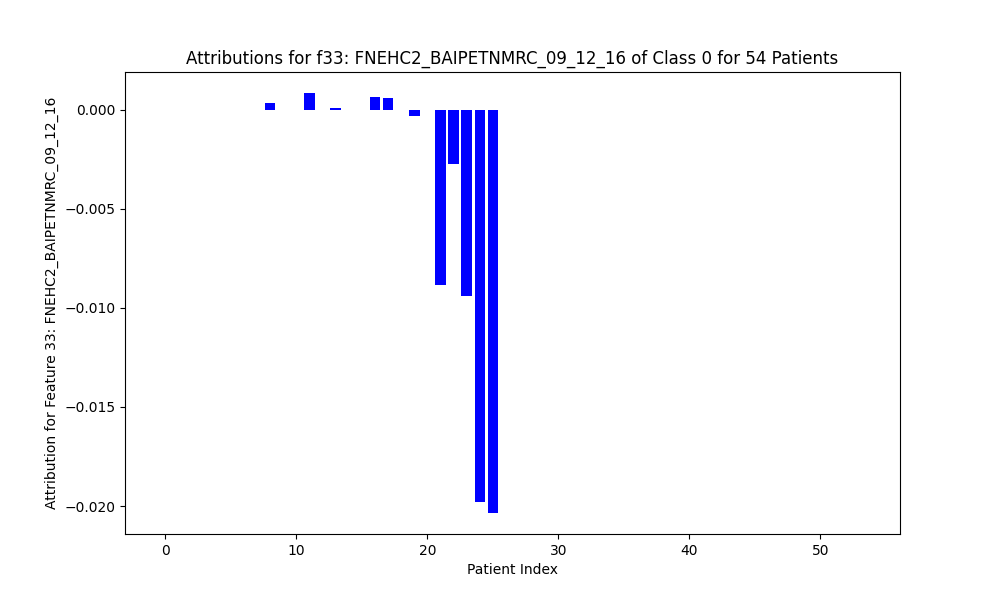 Attributions for f33: FNEHC2_BAIPETNMRC_09_12_16 of Class 0 for 54 Patients
Attribution for Feature 33: FNEHC2_BAIPETNMRC_09_12_16
0.000
−0.005
−0.010
−0.015
−0.020
0 10 20 30 40 50
Patient Index